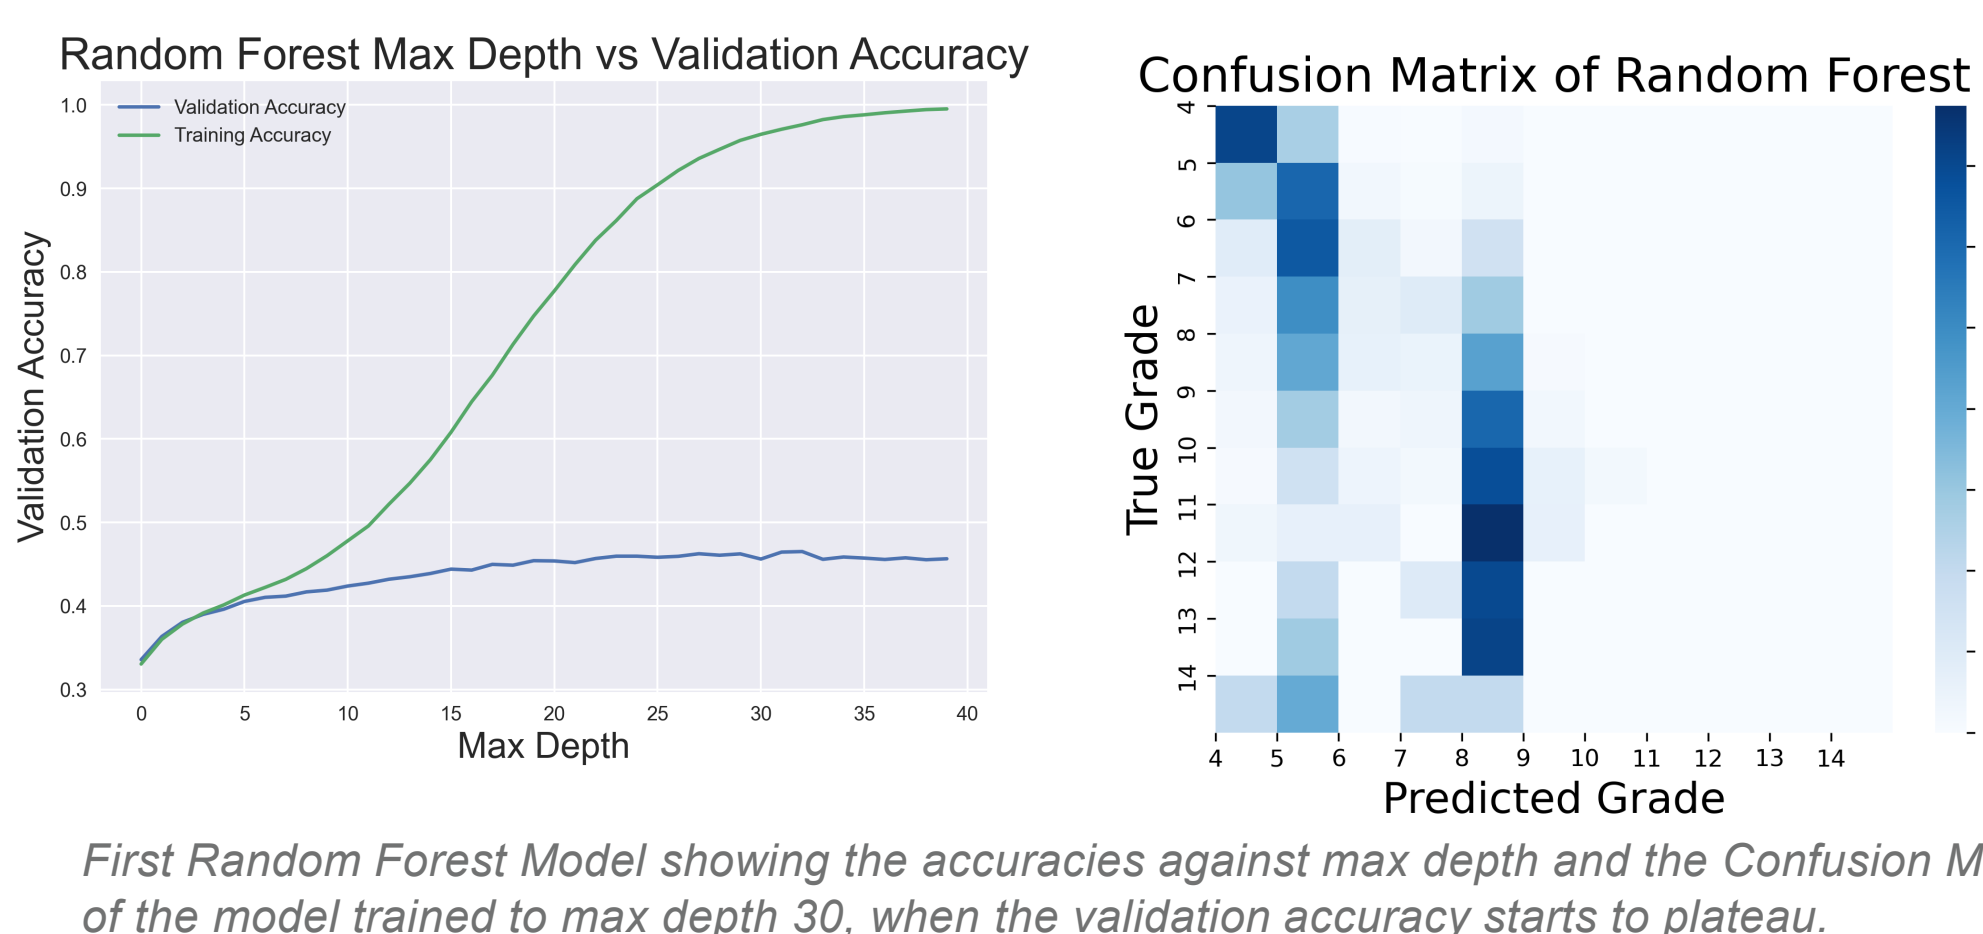 Random Forest Max Depth vs Validation Accuracy
Validation Accuracy
Training Accuracy
1.0
0.9
0.8
0.7
0.6
0.5
0.4
0.3
Validation Accuracy
0 5 10 15 20 25 30 35 40
Max Depth
Confusion Matrix of Random Forest
4
5
6
7
8
9
10
11
12
13
14
True Grade
4 5 6 7 8 9 10 11 12 13 14
Predicted Grade
First Random Forest Model showing the accuracies against max depth and the Confusion M
of the model trained to max depth 30, when the validation accuracy starts to plateau.